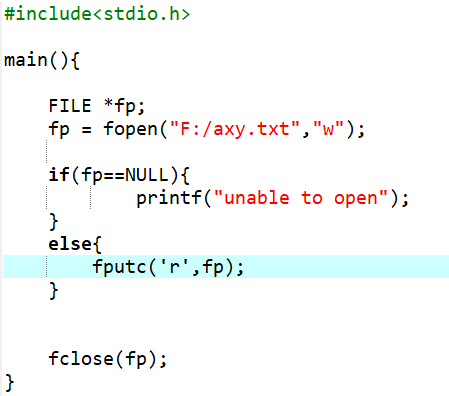 #include<stdio.h>
main(){
FILE *fp;
fp = fopen("F:/axy.txt","w");
if(fp==NULL){
printf("unable to open");
}
else{
fputc('r',fp);
}
fclose(fp);
}